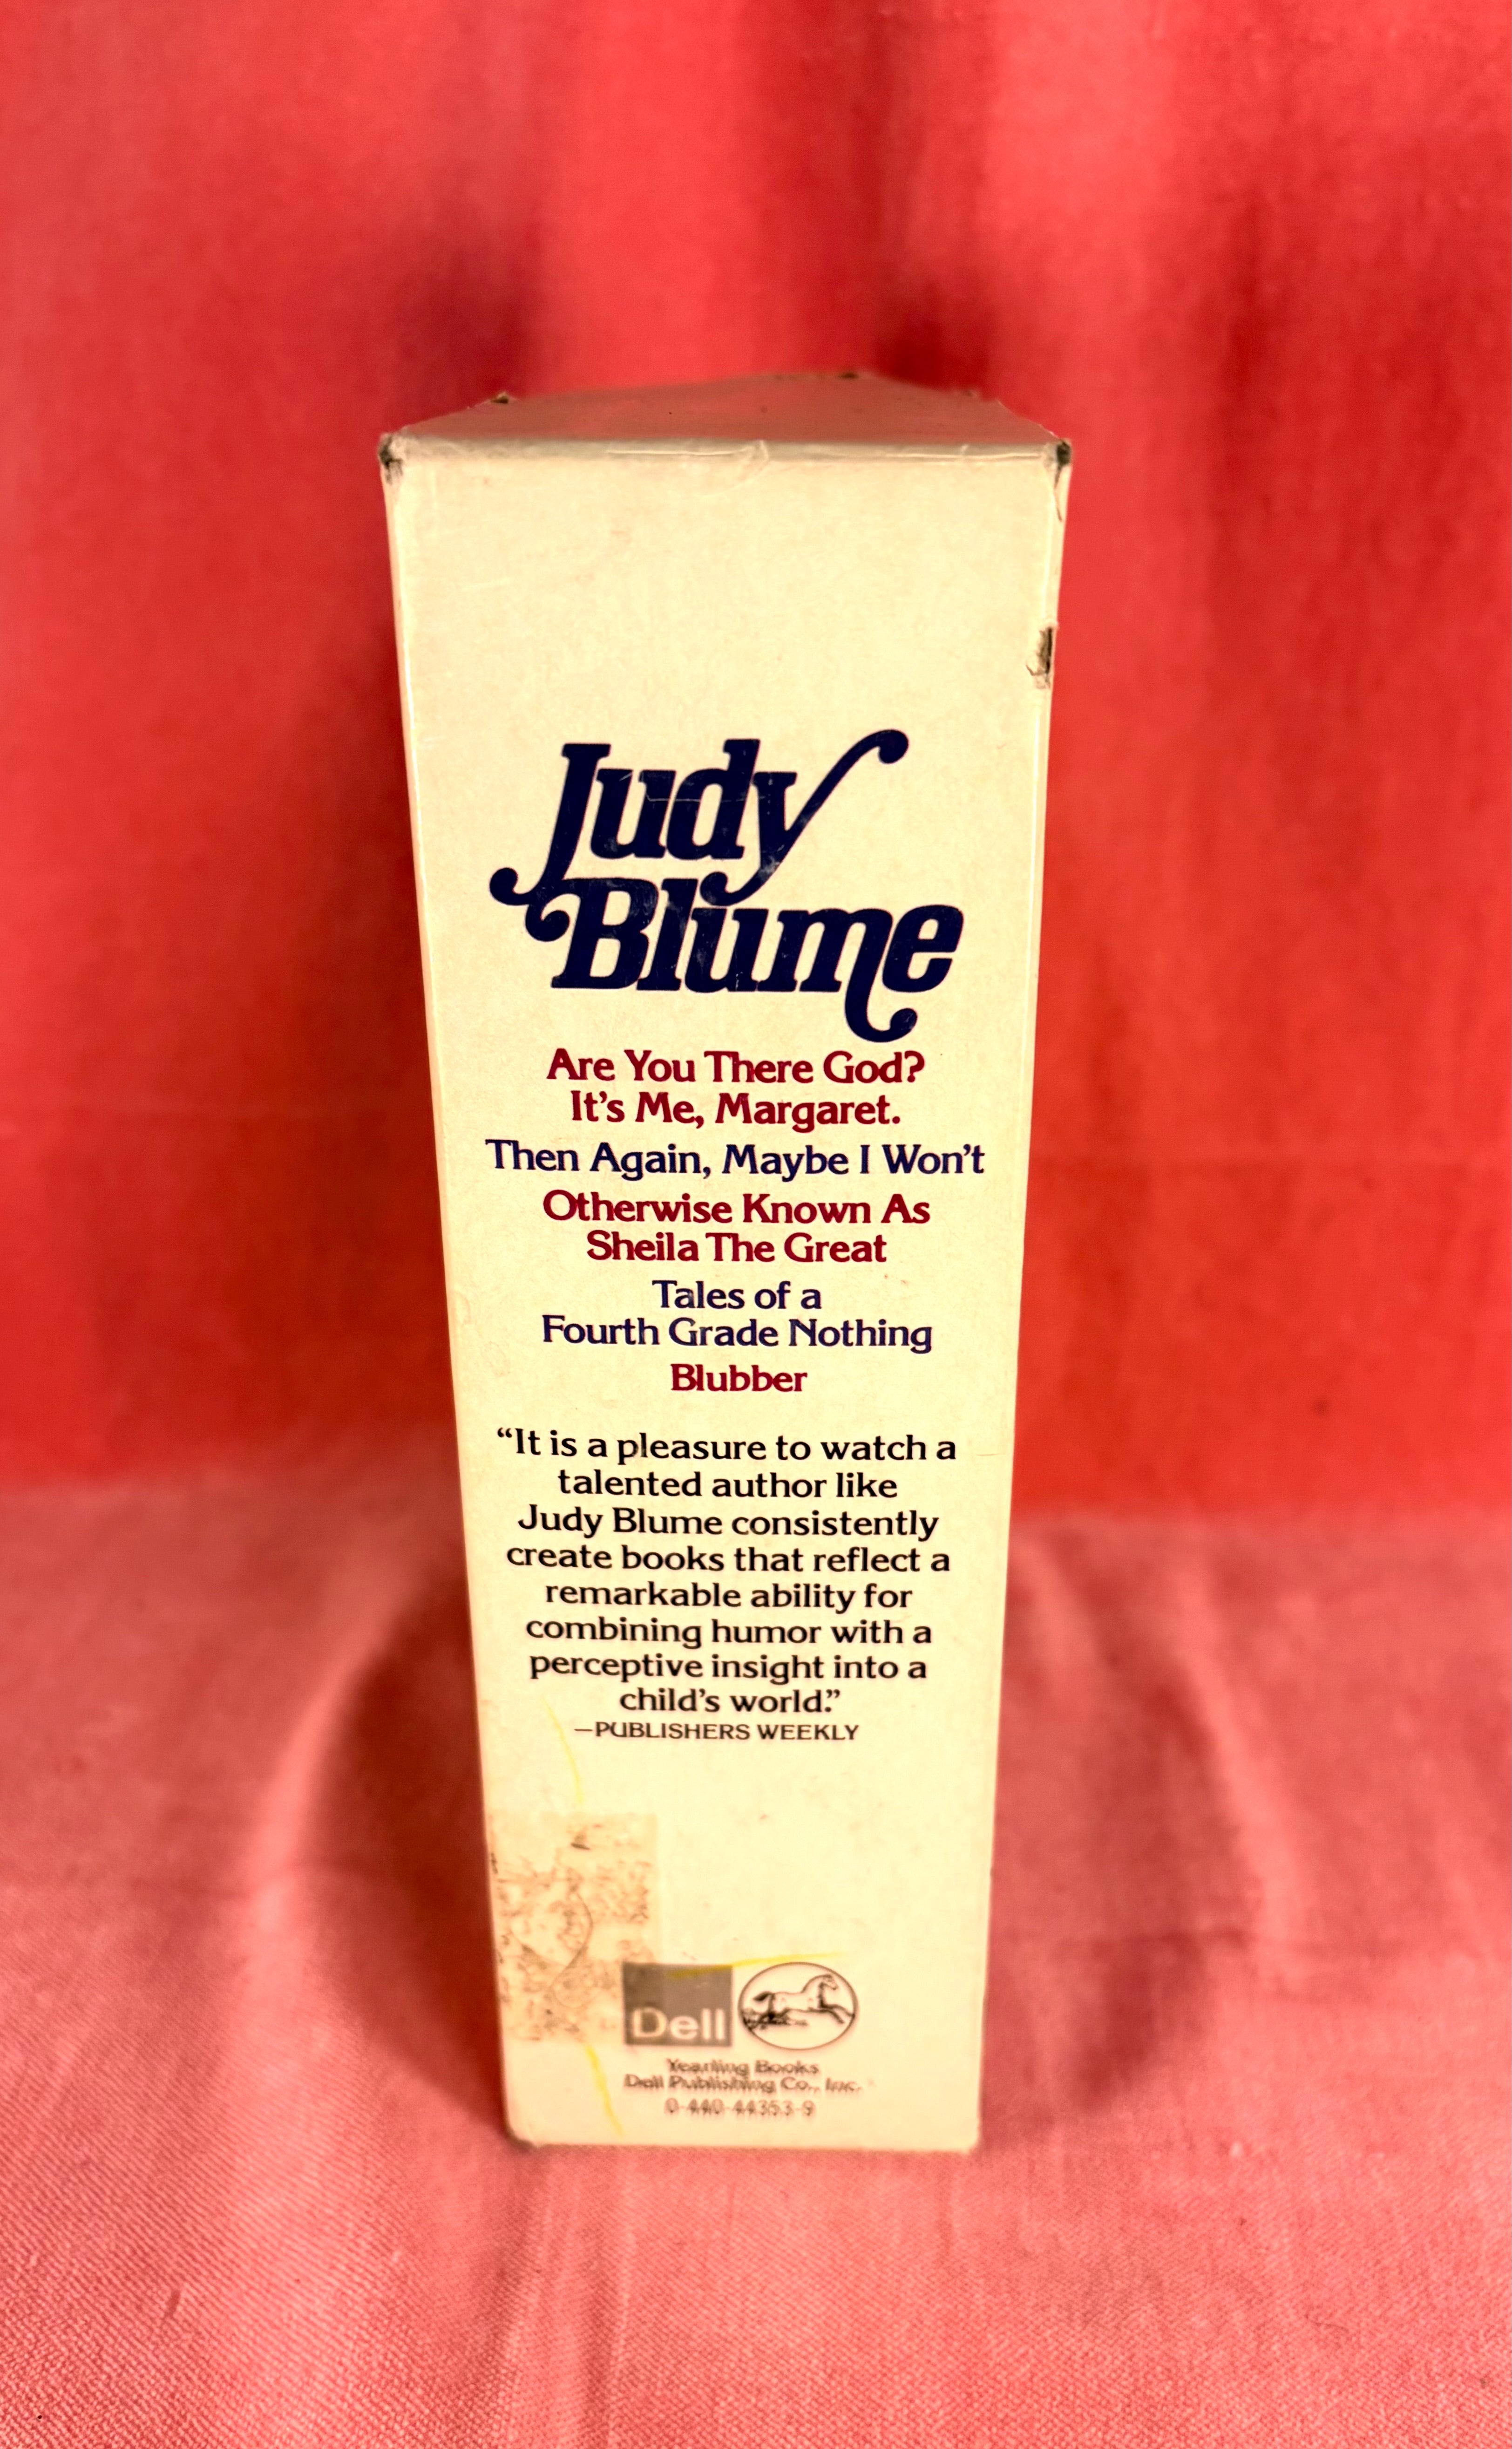 Judy
Blume
Are You There God?
It's Me, Margaret.
Then Again, Maybe I Won't
Otherwise Known As
Sheila The Great
Tales of a
Fourth Grade Nothing
Blubber
“It is a pleasure to watch a
talented author like
Judy Blume consistently
create books that reflect a
remarkable ability for
combining humor with a
perceptive insight into a
child's world.”
—PUBLISHERS WEEKLY
Dell
Yearling Books
Dell Publishing Co., Inc.
0-440-44353-9